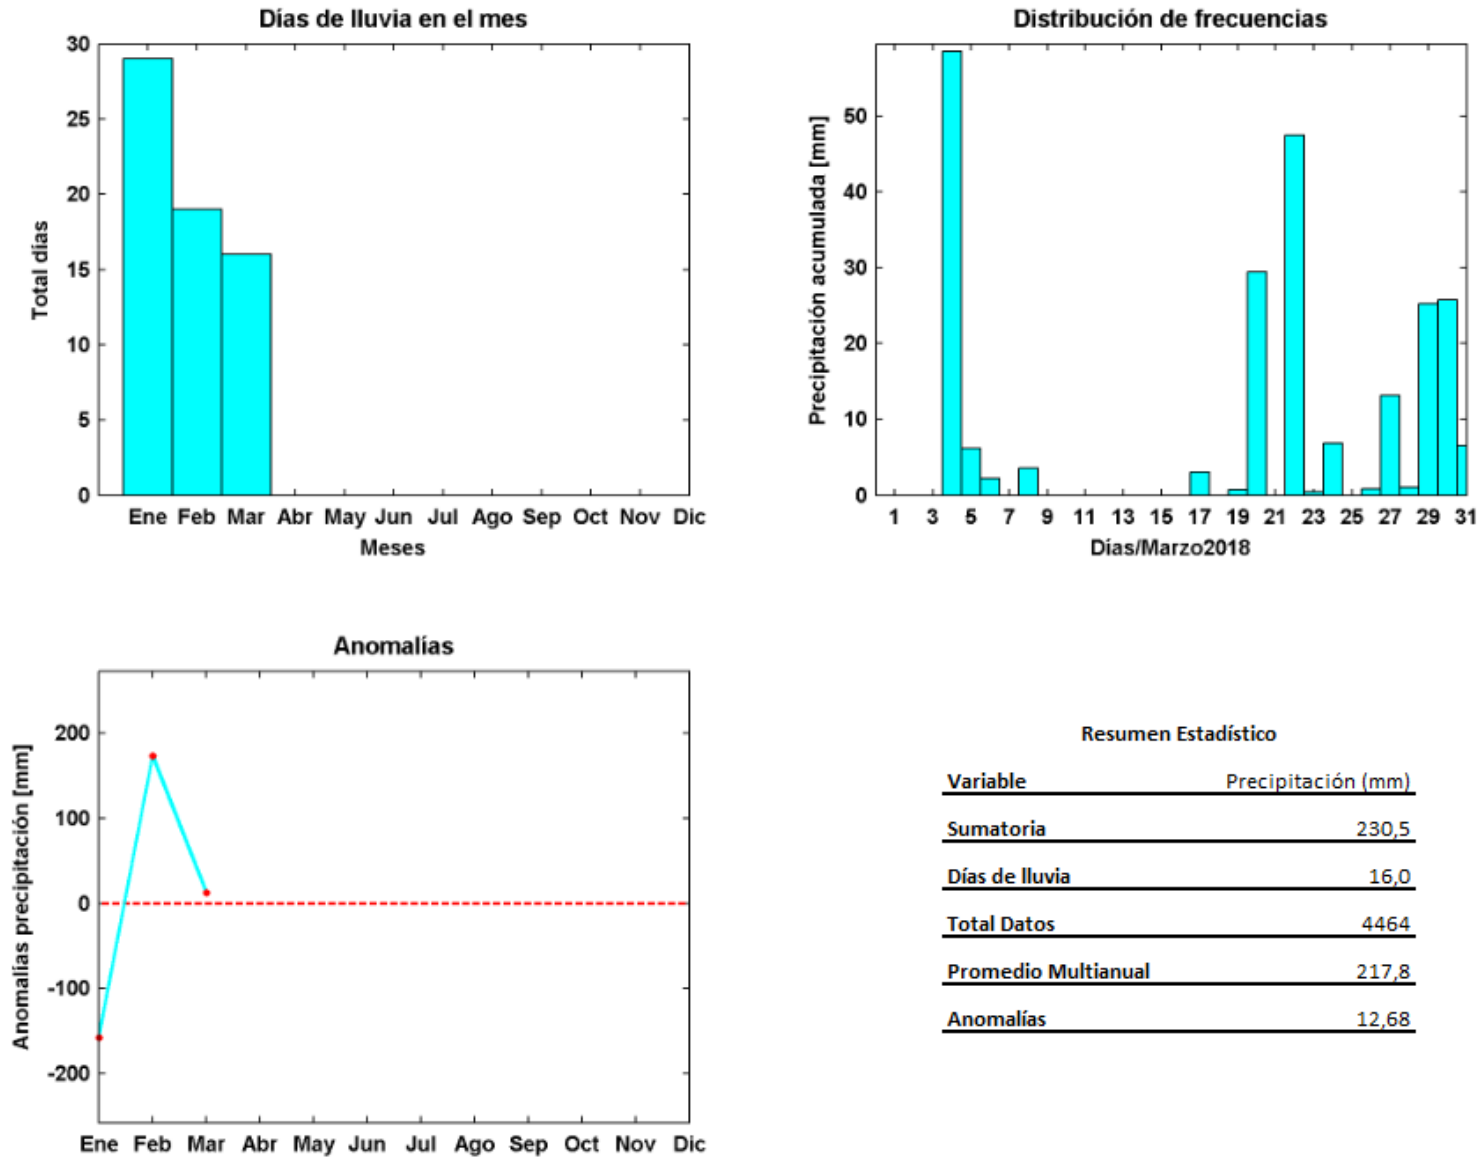 Días de lluvia en el mes
30
25
20
15
10
5
0
Total días
Ene Feb Mar Abr May Jun Jul Ago Sep Oct Nov Dic
Meses
Distribución de frecuencias
50
40
30
20
10
0
Precipitación acumulada [mm]
1 3 5 7 9 11 13 15 17 19 21 23 25 27 29 31
Días/Marzo2018
Anomalías
200
100
0
-100
-200
Anomalías precipitación [mm]
Ene Feb Mar Abr May Jun Jul Ago Sep Oct Nov Dic
Resumen Estadístico
Variable Precipitación (mm)
Sumatoria 230,5
Días de lluvia 16,0
Total Datos 4464
Promedio Multianual 217,8
Anomalías 12,68